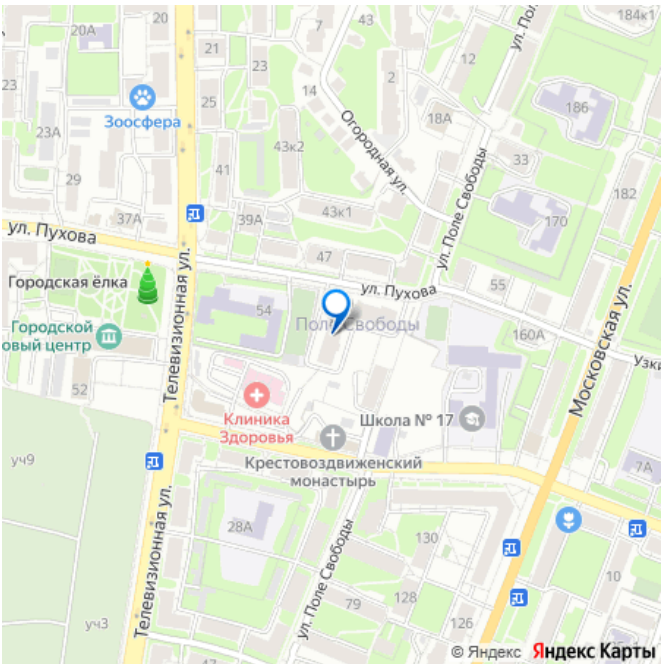 20А
20
7
43
184к1
21
Зоосфера
23
2
25
14
18А
186
ул. Поле Свободы
23А
43к2
Огородная ул.
33
29
41
182
37А
39А
43к1
170
ул. Поле Свободы
ул. Пухова
47
Городская ёлка
ул. Пухова
55
54
Поле Свободы
160А
Городской
овый центр
Телевизионная ул.
Московская ул.
52
Клиника
Здоровья
Школа № 17
Крестовоздвиженский
монастырь
7А
уч9
28А
130
Телевизионная ул.
ул. Поле Свободы
10
79
128
126
уч3
47
© Яндекс Яндекс Карты